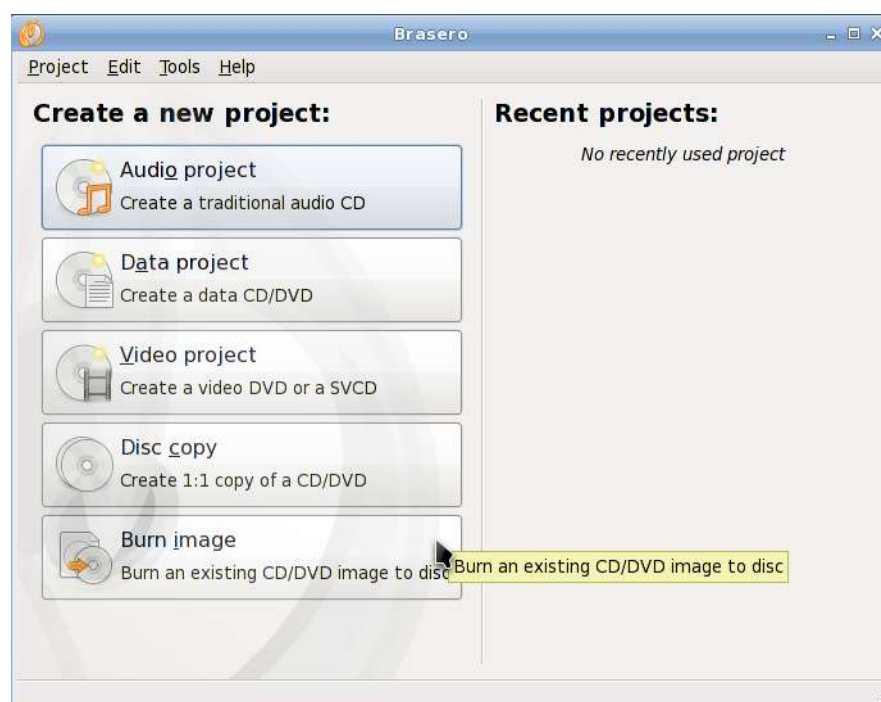 Brasero
Project Edit Tools Help
Create a new project:
Audio project
Create a traditional audio CD
Data project
Create a data CD/DVD
Video project
Create a video DVD or a SVCD
Disc copy
Create 1:1 copy of a CD/DVD
Burn image
Burn an existing CD/DVD image to disc
Recent projects:
No recently used project
Burn an existing CD/DVD image to disc